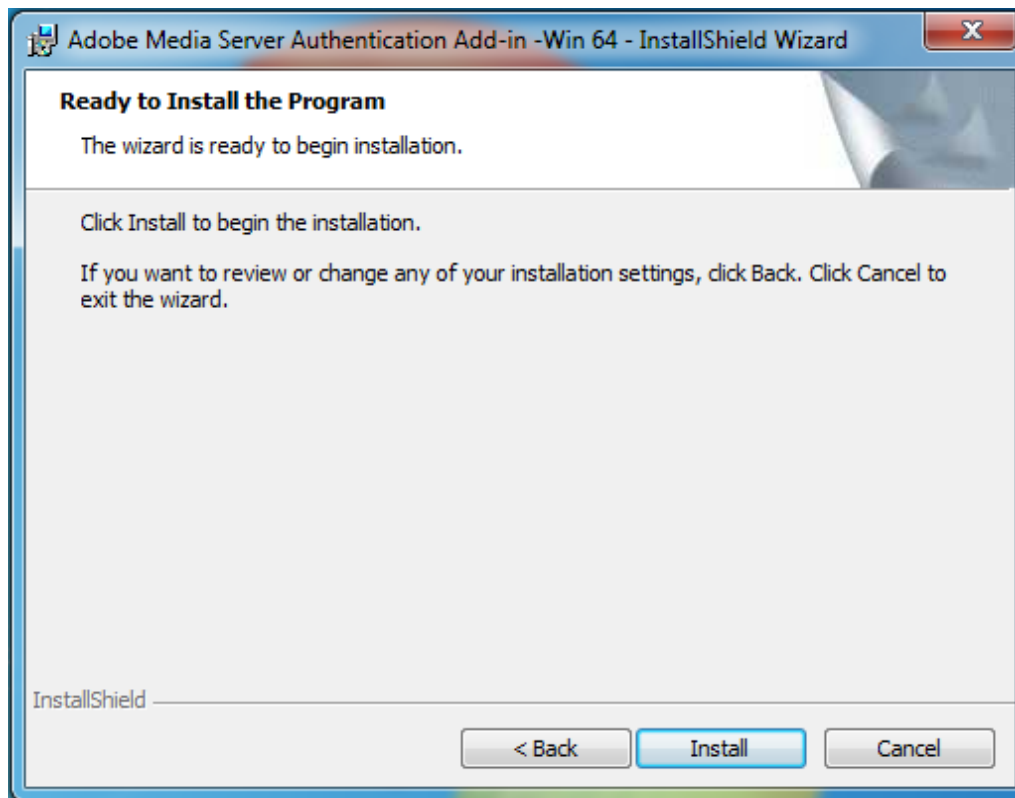 Adobe Media Server Authentication Add-in -Win 64 - InstallShield Wizard
Ready to Install the Program
The wizard is ready to begin installation.
Click Install to begin the installation.
If you want to review or change any of your installation settings, click Back. Click Cancel to
exit the wizard.
InstallShield
< Back
Install
Cancel